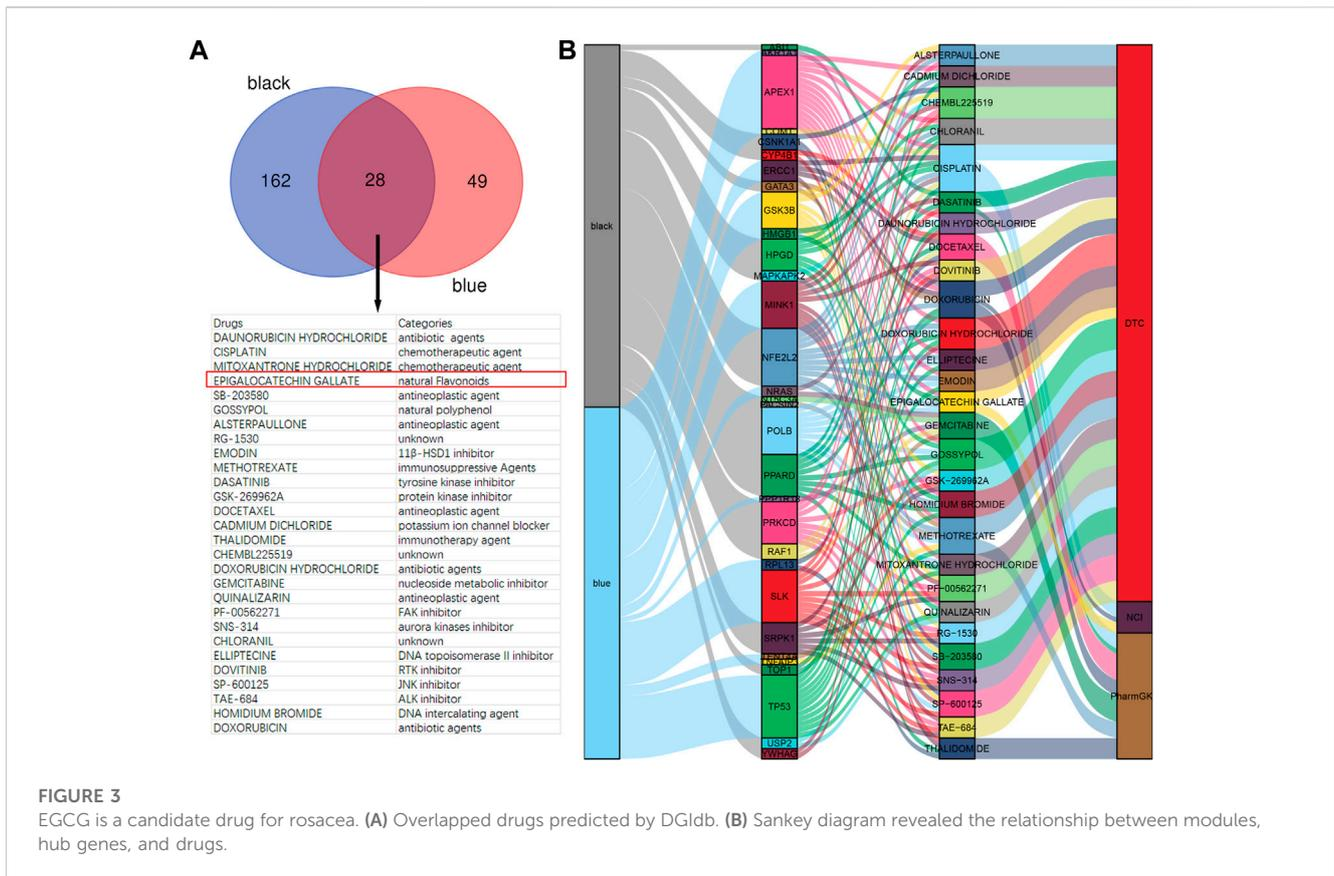 A
black
162
28
49
blue
Drugs Categories
DAUNORUBICIN HYDROCHLORIDE antibiotic agents
CISPLATIN chemotherapeutic agent
MITOXANTRONE HYDROCHLORIDE chemotherapeutic agent
EPIGALOCATECHIN GALLATE natural Flavonoids
SB-203580 antineoplastic agent
GOSSYPOL natural polyphenol
ALSTERPAULLONE antineoplastic agent
RG-1530 unknown
EMODIN 11β-HSD1 inhibitor
METHOTREXATE immunosuppressive Agents
DASATINIB tyrosine kinase inhibitor
GSK-269962A protein kinase inhibitor
DOCETAXEL antineoplastic agent
CADMIUM DICHLORIDE potassium ion channel blocker
THALIDOMIDE immunotherapy agent
CHEMBL225519 unknown
DOXORUBICIN HYDROCHLORIDE antibiotic agents
GEMCITABINE nucleoside metabolic inhibitor
QUINALIZARIN antineoplastic agent
PF-00562271 FAK inhibitor
SNS-314 aurora kinases inhibitor
CHLORANIL unknown
ELLIPTECINE DNA topoisomerase II inhibitor
DOVITINIB RTK inhibitor
SP-600125 JNK inhibitor
TAE-684 ALK inhibitor
HOMIDIUM BROMIDE DNA intercalating agent
DOXORUBICIN antibiotic agents
B
black
blue
APEX1
CSNK1A1
CYP4B1
ERCC1
GATA3
GSK3B
HMGB1
HPGD
MAPKAPK2
MINK1
NFE2L2
NRAS
POLB
PPARD
PRKCD
RAF1
RPL13
SLK
SRPK1
TOP1
TP53
USP2
YWHAG
ALSTERPAULLONE
CADMIUM DICHLORIDE
CHEMBL225519
CHLORANIL
CISPLATIN
DASATINIB
DAUNORUBICIN HYDROCHLORIDE
DOCETAXEL
DOVITINIB
DOXORUBICIN
DOXORUBICIN HYDROCHLORIDE
ELLIPTECINE
EMODIN
EPIGALOCATECHIN GALLATE
GEMCITABINE
GOSSYPOL
GSK−269962A
HOMIDIUM BROMIDE
METHOTREXATE
MITOXANTRONE HYDROCHLORIDE
PF−00562271
QUINALIZARIN
RG−1530
SB−203580
SNS−314
SP−600125
TAE−684
THALIDOMIDE
DTC
NCI
PharmGK
FIGURE 3
EGCG is a candidate drug for rosacea. (A) Overlapped drugs predicted by DGIdb. (B) Sankey diagram revealed the relationship between modules,
hub genes, and drugs.